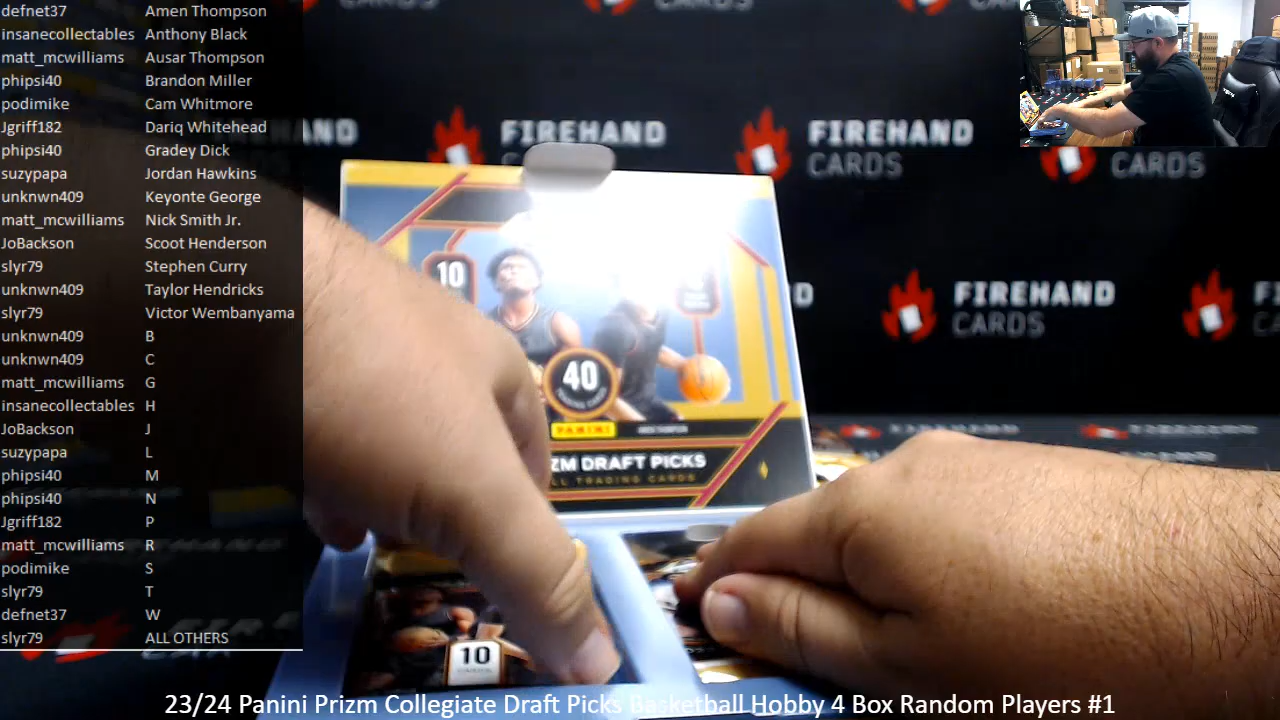 defnet37 Amen Thompson
insanecollectables Anthony Black
matt_mcwilliams Ausar Thompson
phipsi40 Brandon Miller
podimike Cam Whitmore
Jgriff182 Dariq Whitehead
phipsi40 Gradey Dick
suzypapa Jordan Hawkins
unknwn409 Keyonte George
matt_mcwilliams Nick Smith Jr.
JoBackson Scoot Henderson
slyr79 Stephen Curry
unknwn409 Taylor Hendricks
slyr79 Victor Wembanyama
unknwn409 B
unknwn409 C
matt_mcwilliams G
insanecollectables H
JoBackson J
suzypapa L
phipsi40 M
phipsi40 N
Jgriff182 P
matt_mcwilliams R
podimike S
slyr79 T
defnet37 W
slyr79 ALL OTHERS
FIREHAND
CARDS
FIREHAND
CARDS
CARDS
FIREHAND
CARDS
10
40
PANINI
ZM DRAFT PICKS
LL TRADING CARDS
10
23/24 Panini Prizm Collegiate Draft Picks Basketball Hobby 4 Box Random Players #1